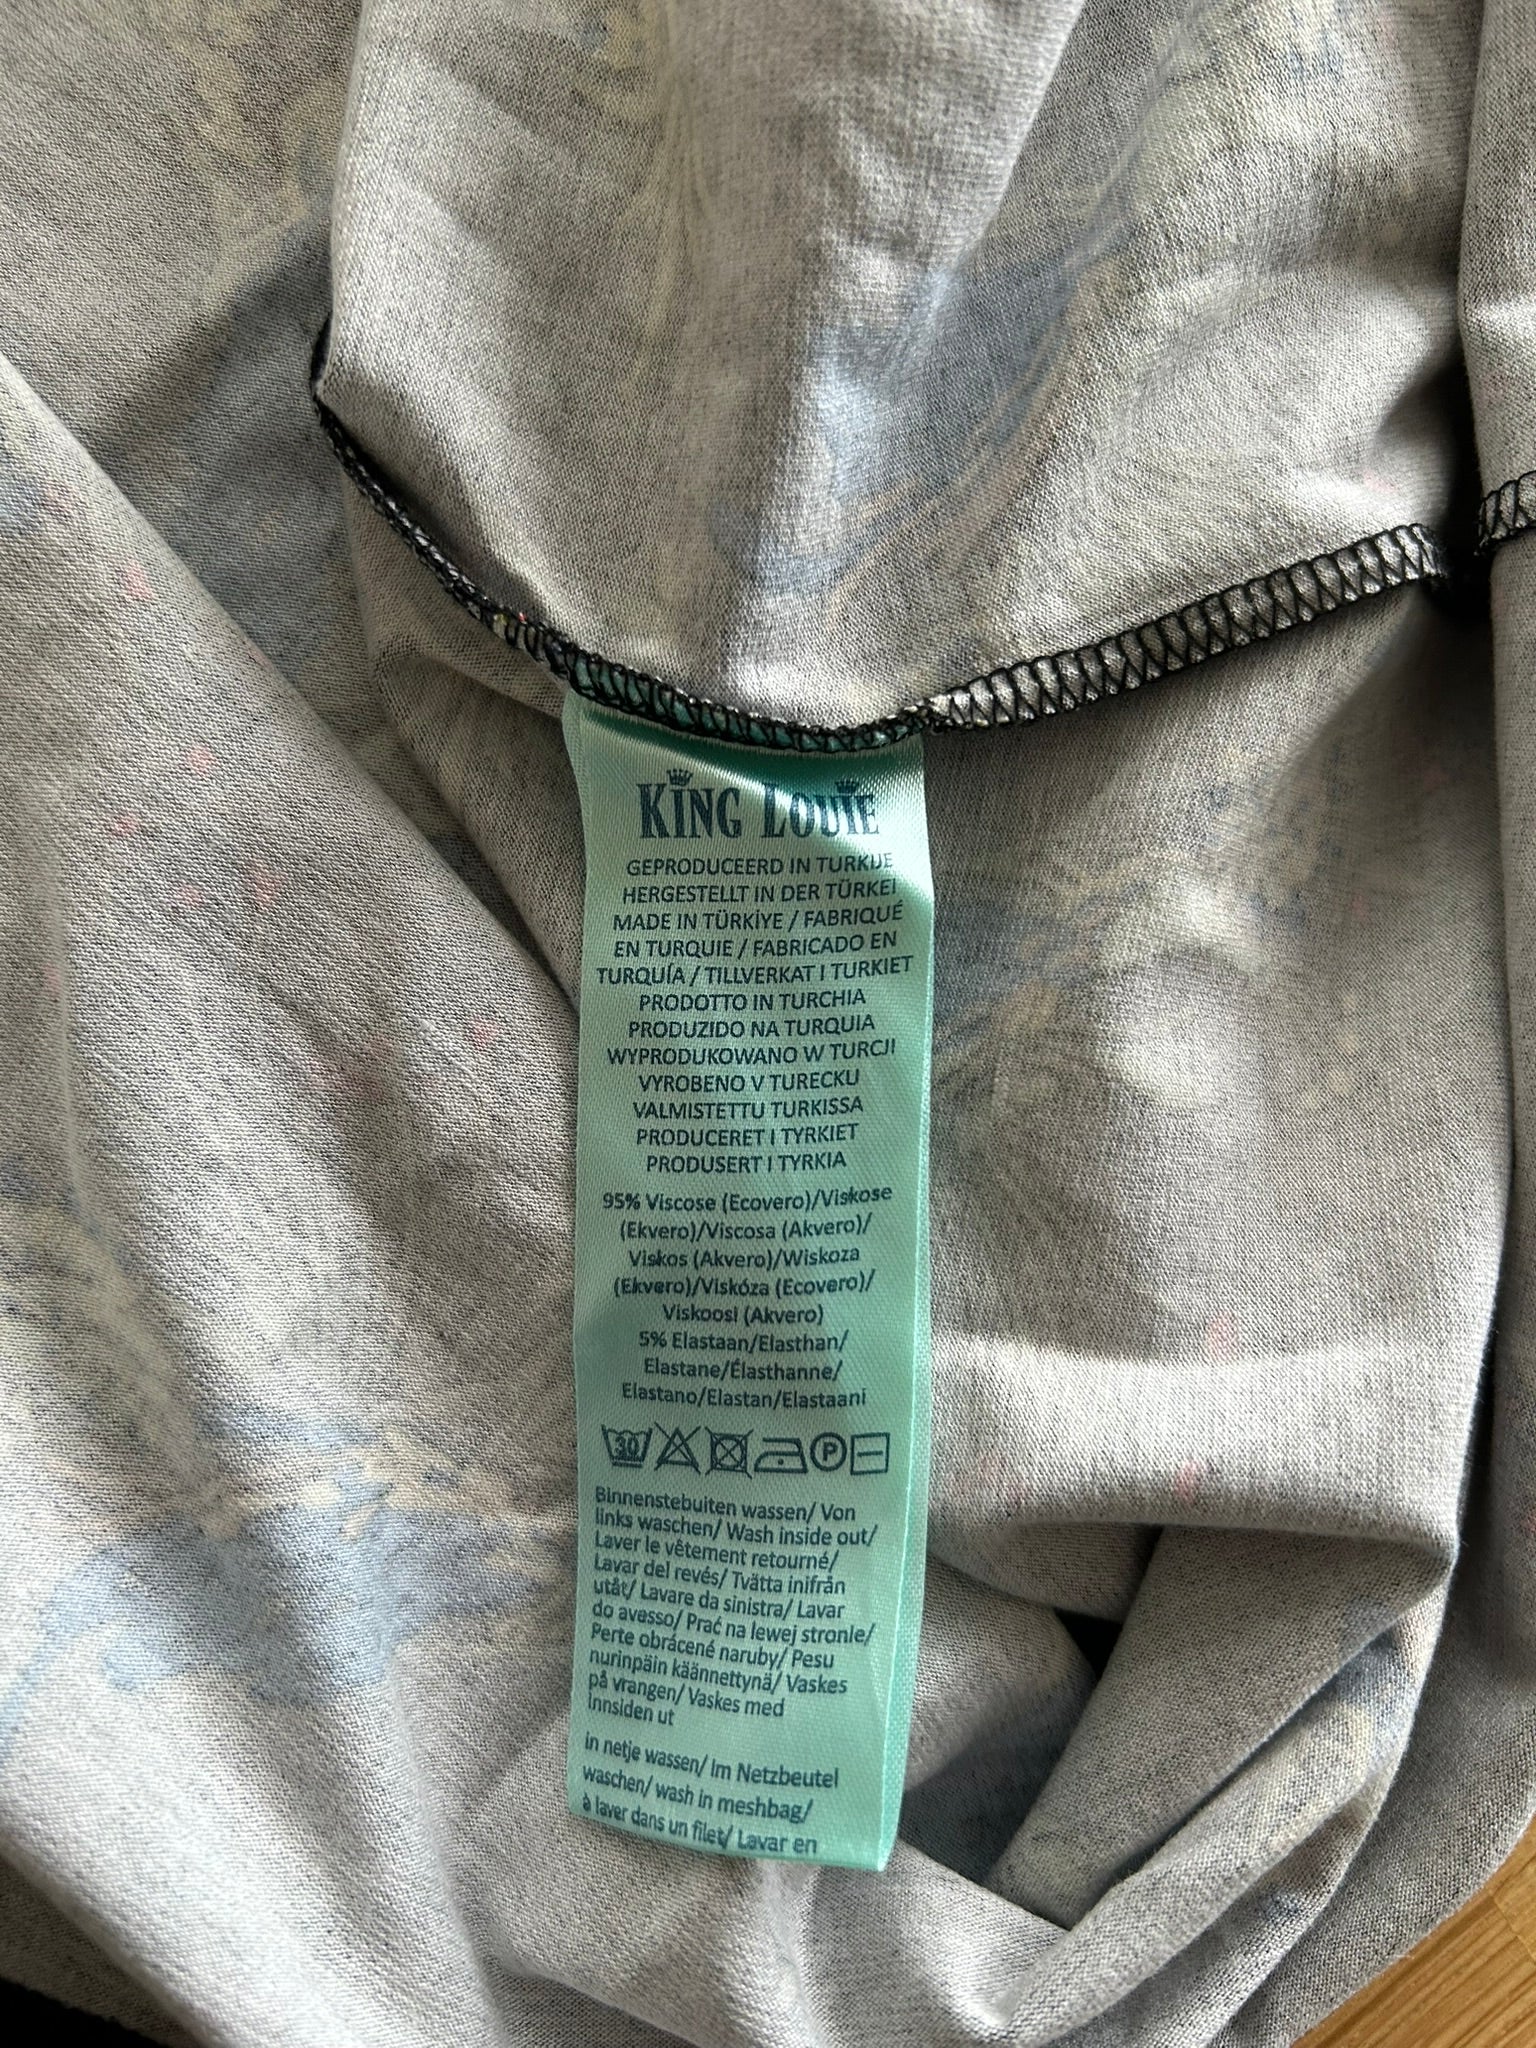 KING LOUIE
GEPRODUCEERD IN TURKIJE
HERGESTELLT IN DER TÜRKEI
MADE IN TÜRKİYE / FABRIQUÉ
EN TURQUIE / FABRICADO EN
TURQUÍA / TILLVERKAT I TURKIET
PRODOTTO IN TURCHIA
PRODUZIDO NA TURQUIA
WYPRODUKOWANO W TURCJI
VYROBENO V TURECKU
VALMISTETTU TURKISSA
PRODUCERET I TYRKIET
PRODUSERT I TYRKIA
95% Viscose (Ecovero)/Viskose
(Ekvero)/Viscosa (Akvero)/
Viskos (Akvero)/Wiskoza
(Ekvero)/Viskóza (Ecovero)/
Viskoosi (Akvero)
5% Elastaan/Elasthan/
Elastane/Élasthanne/
Elastano/Elastan/Elastaani
30 P
Binnenstebuiten wassen/ Von
links waschen/ Wash inside out/
Laver le vêtement retourné/
Lavar del revés/ Tvätta inifrån
utåt/ Lavare da sinistra/ Lavar
do avesso/ Prać na lewej stronie/
Perte obrácené naruby/ Pesu
nurinpäin käännettynä/ Vaskes
på vrangen/ Vaskes med
innsiden ut
in netje wassen/ Im Netzbeutel
waschen/ wash in meshbag/
à laver dans un filet/ Lavar en